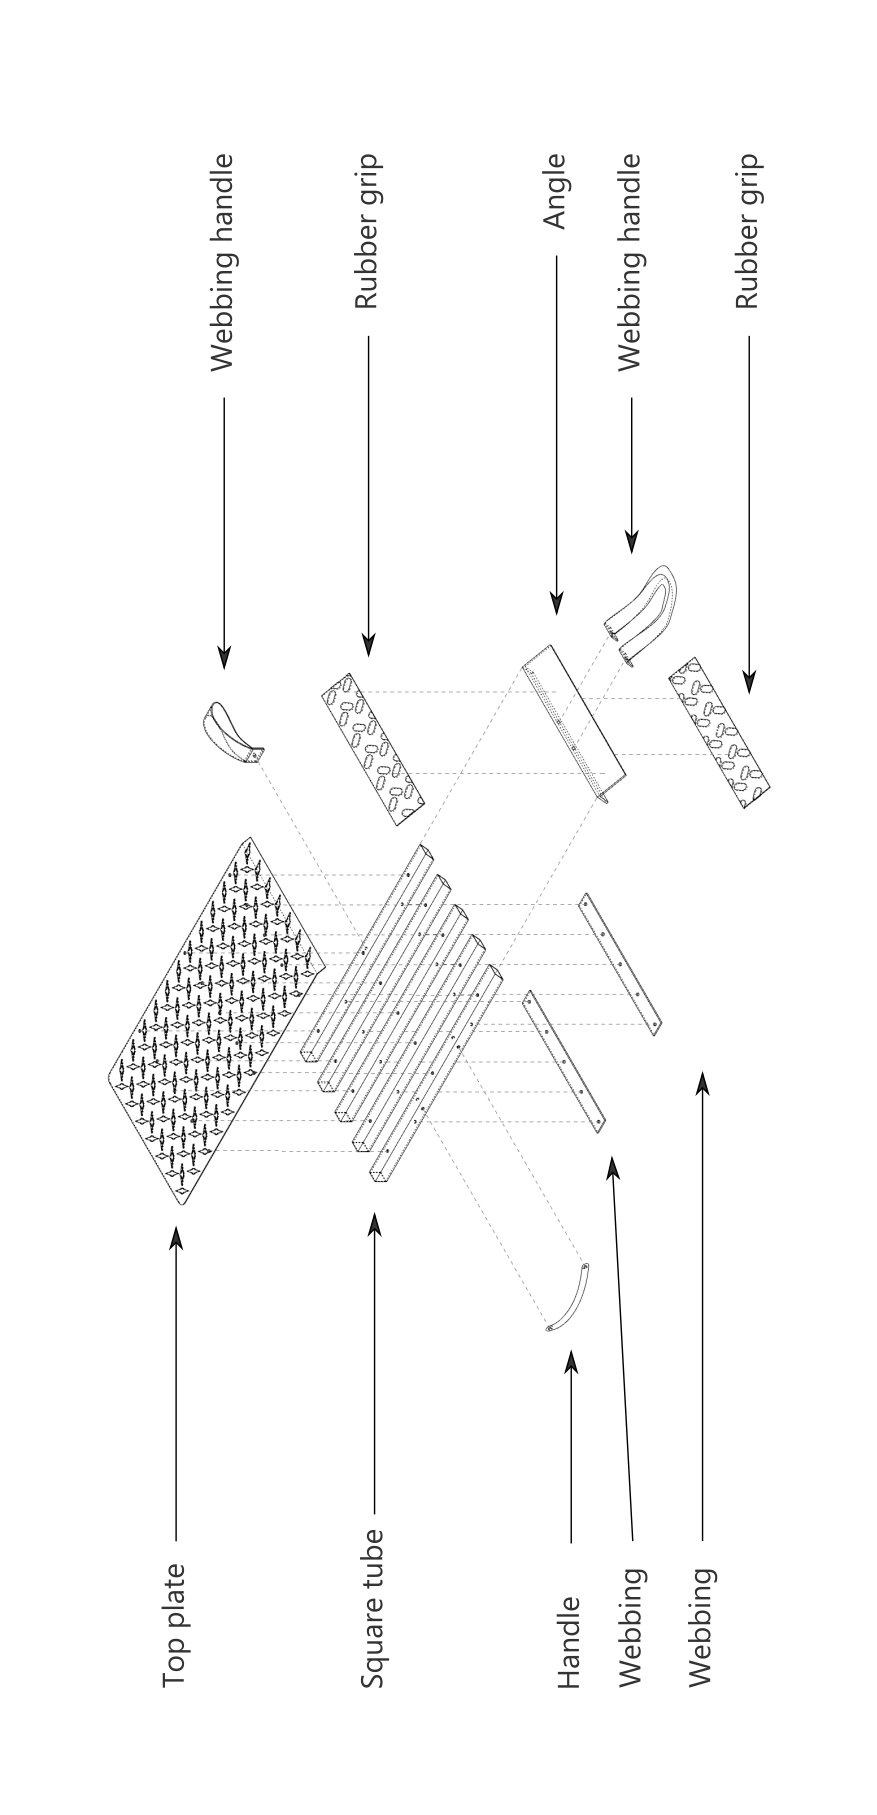 Top plate
Square tube
Handle
Webbing
Webbing
Webbing handle
Rubber grip
Angle
Webbing handle
Rubber grip